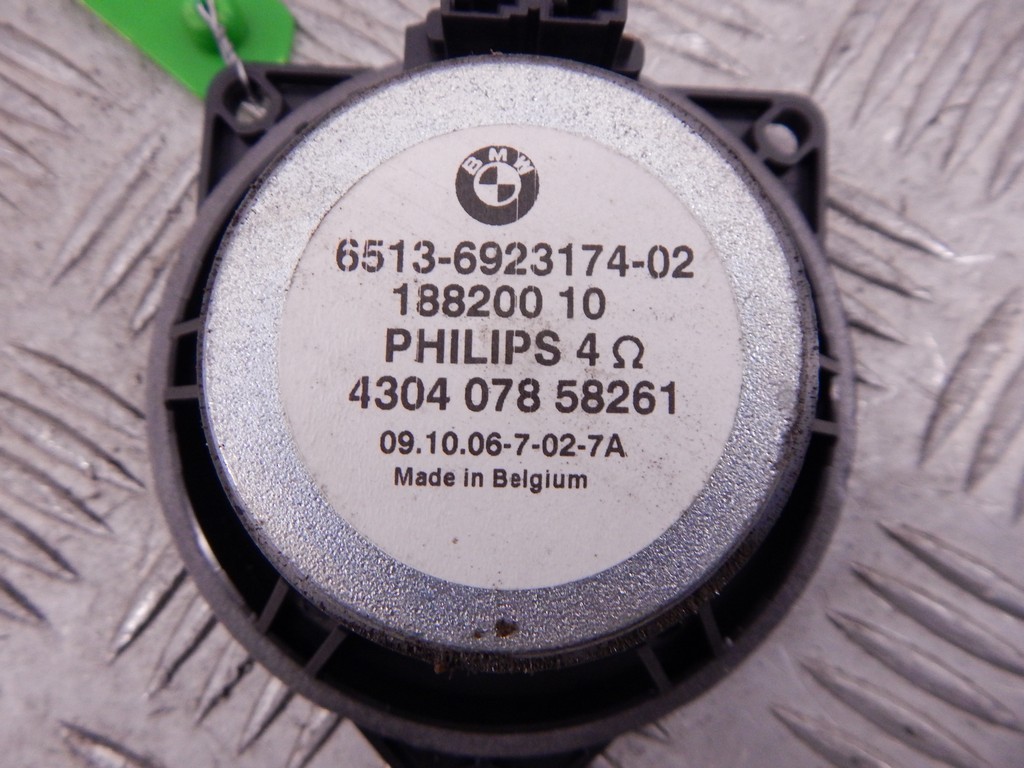 BMW
6513-6923174-02
188200 10
PHILIPS 4 Ω
4304 078 58261
09.10.06-7-02-7A
Made in Belgium